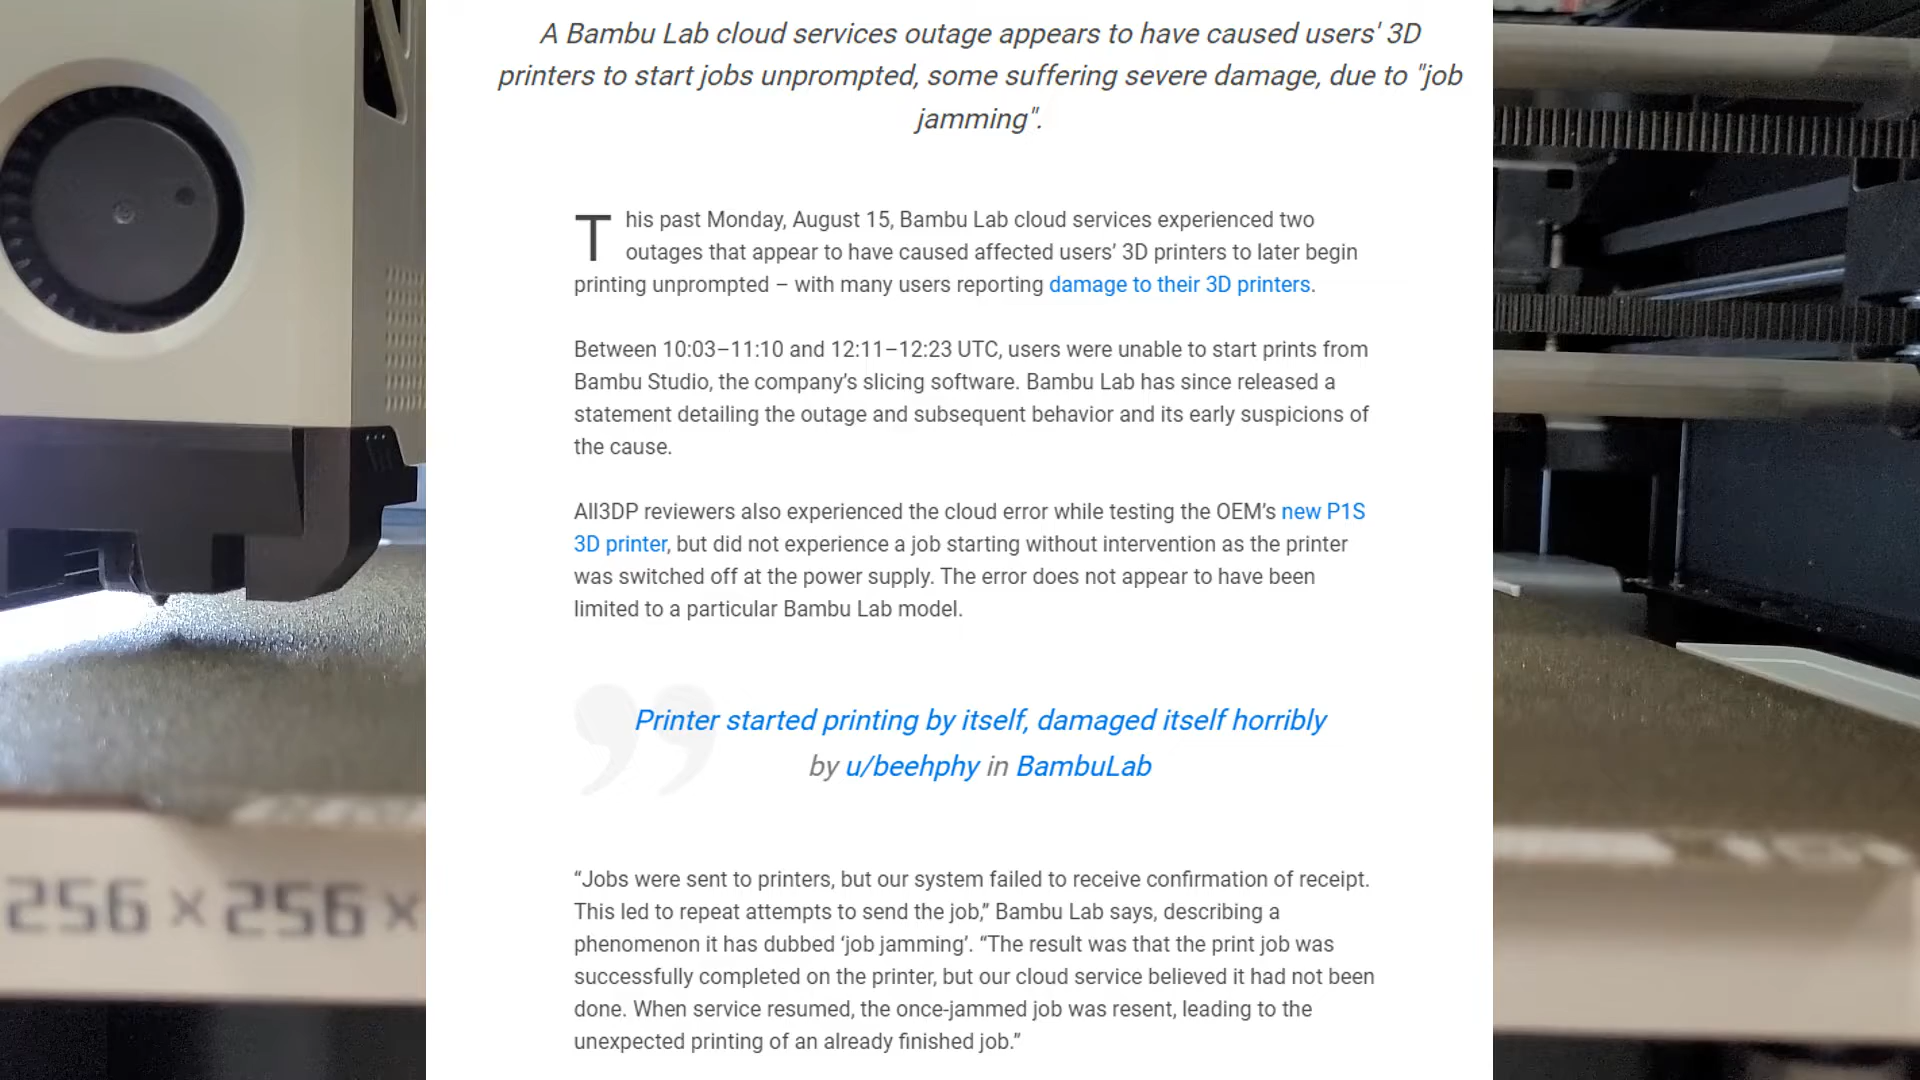 A Bambu Lab cloud services outage appears to have caused users' 3D
printers to start jobs unprompted, some suffering severe damage, due to "job
jamming".
This past Monday, August 15, Bambu Lab cloud services experienced two
outages that appear to have caused affected users’ 3D printers to later begin
printing unprompted – with many users reporting damage to their 3D printers.
Between 10:03–11:10 and 12:11–12:23 UTC, users were unable to start prints from
Bambu Studio, the company’s slicing software. Bambu Lab has since released a
statement detailing the outage and subsequent behavior and its early suspicions of
the cause.
All3DP reviewers also experienced the cloud error while testing the OEM’s new P1S
3D printer, but did not experience a job starting without intervention as the printer
was switched off at the power supply. The error does not appear to have been
limited to a particular Bambu Lab model.
Printer started printing by itself, damaged itself horribly
by u/beehphy in BambuLab
“Jobs were sent to printers, but our system failed to receive confirmation of receipt.
This led to repeat attempts to send the job,” Bambu Lab says, describing a
phenomenon it has dubbed ‘job jamming’. “The result was that the print job was
successfully completed on the printer, but our cloud service believed it had not been
done. When service resumed, the once-jammed job was resent, leading to the
unexpected printing of an already finished job.”
256 × 256 ×